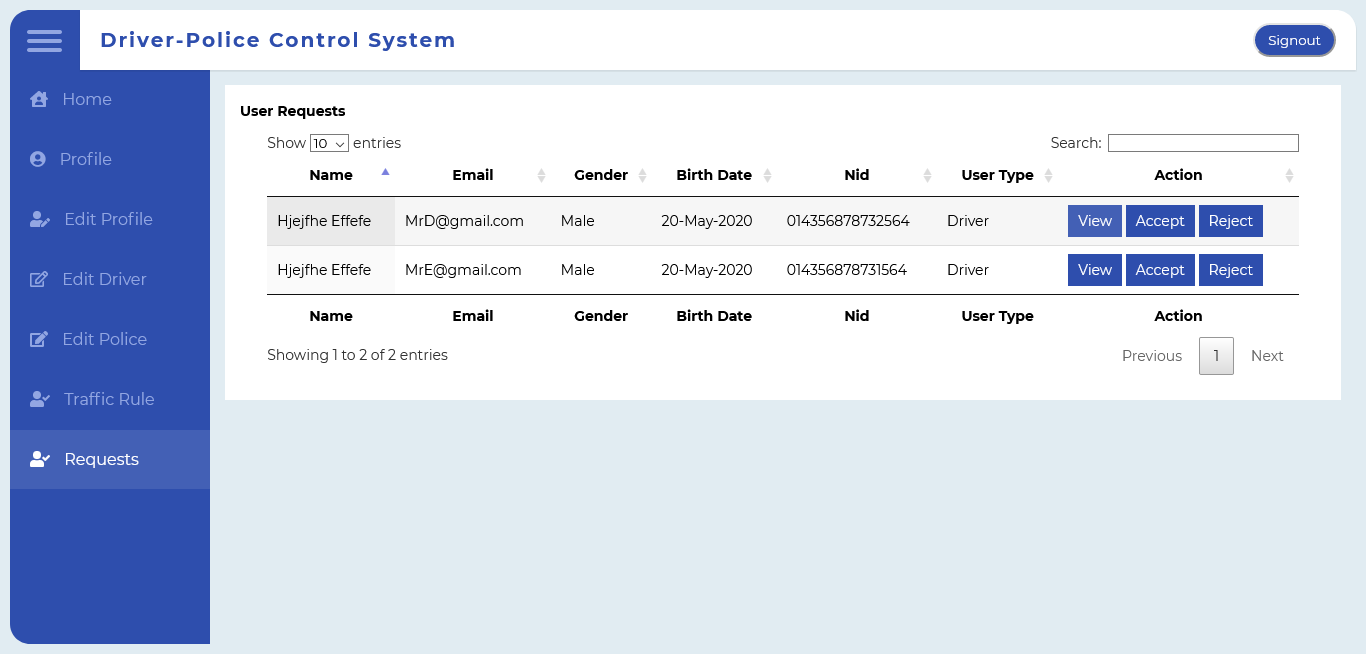 Driver-Police Control System
Signout
Home
Profile
Edit Profile
Edit Driver
Edit Police
Traffic Rule
Requests
User Requests
Show 10 entries
Search:
Name Email Gender Birth Date Nid User Type Action
Hjejfhe Effefe MrD@gmail.com Male 20-May-2020 014356878732564 Driver View Accept Reject
Hjejfhe Effefe MrE@gmail.com Male 20-May-2020 014356878731564 Driver View Accept Reject
Name Email Gender Birth Date Nid User Type Action
Showing 1 to 2 of 2 entries
Previous 1 Next